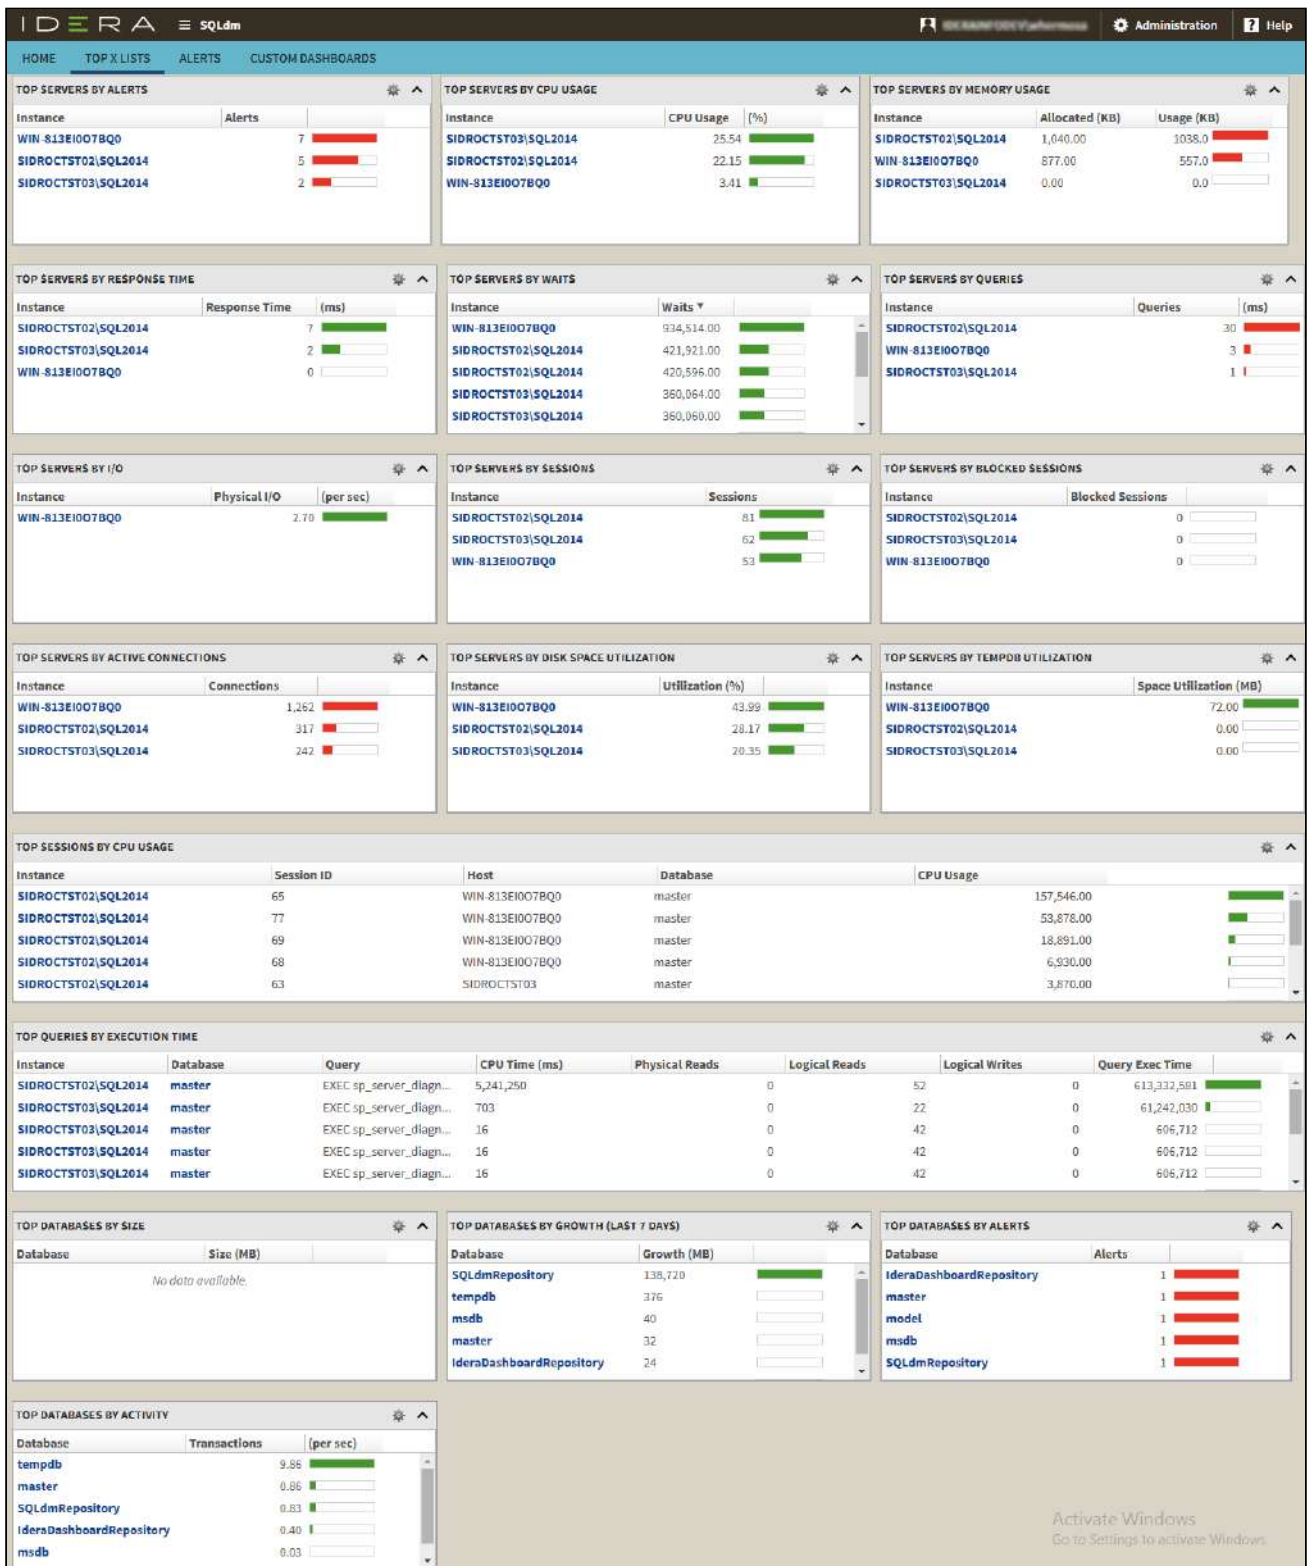 IDERA SQLdm Administration ? Help
HOME TOP X LISTS ALERTS CUSTOM DASHBOARDS
TOP SERVERS BY ALERTS
Instance Alerts
WIN-813EI0O7BQ0 7
SIDROCTST02\SQL2014 5
SIDROCTST03\SQL2014 2
TOP SERVERS BY CPU USAGE
Instance CPU Usage (%)
SIDROCTST03\SQL2014 25.54
SIDROCTST02\SQL2014 22.15
WIN-813EI0O7BQ0 3.41
TOP SERVERS BY MEMORY USAGE
Instance Allocated (KB) Usage (KB)
SIDROCTST02\SQL2014 1,040.00 1038.0
WIN-813EI0O7BQ0 877.00 557.0
SIDROCTST03\SQL2014 0.00 0.0
TOP SERVERS BY RESPONSE TIME
Instance Response Time (ms)
SIDROCTST02\SQL2014 7
SIDROCTST03\SQL2014 2
WIN-813EI0O7BQ0 0
TOP SERVERS BY WAITS
Instance Waits
WIN-813EI0O7BQ0 934,514.00
SIDROCTST02\SQL2014 421,921.00
SIDROCTST02\SQL2014 420,596.00
SIDROCTST03\SQL2014 360,064.00
SIDROCTST03\SQL2014 360,060.00
TOP SERVERS BY QUERIES
Instance Queries (ms)
SIDROCTST02\SQL2014 30
WIN-813EI0O7BQ0 3
SIDROCTST03\SQL2014 1
TOP SERVERS BY I/O
Instance Physical I/O (per sec)
WIN-813EI0O7BQ0 2.70
TOP SERVERS BY SESSIONS
Instance Sessions
SIDROCTST02\SQL2014 81
SIDROCTST03\SQL2014 62
WIN-813EI0O7BQ0 53
TOP SERVERS BY BLOCKED SESSIONS
Instance Blocked Sessions
SIDROCTST02\SQL2014 0
SIDROCTST03\SQL2014 0
WIN-813EI0O7BQ0 0
TOP SERVERS BY ACTIVE CONNECTIONS
Instance Connections
WIN-813EI0O7BQ0 1,262
SIDROCTST02\SQL2014 317
SIDROCTST03\SQL2014 242
TOP SERVERS BY DISK SPACE UTILIZATION
Instance Utilization (%)
WIN-813EI0O7BQ0 43.99
SIDROCTST02\SQL2014 28.17
SIDROCTST03\SQL2014 20.35
TOP SERVERS BY TEMPDB UTILIZATION
Instance Space Utilization (MB)
WIN-813EI0O7BQ0 72.00
SIDROCTST02\SQL2014 0.00
SIDROCTST03\SQL2014 0.00
TOP SESSIONS BY CPU USAGE
Instance Session ID Host Database CPU Usage
SIDROCTST02\SQL2014 65 WIN-813EI0O7BQ0 master 157,546.00
SIDROCTST02\SQL2014 77 WIN-813EI0O7BQ0 master 53,878.00
SIDROCTST02\SQL2014 69 WIN-813EI0O7BQ0 master 18,891.00
SIDROCTST02\SQL2014 68 WIN-813EI0O7BQ0 master 6,930.00
SIDROCTST02\SQL2014 63 SIDROCTST03 master 3,870.00
TOP QUERIES BY EXECUTION TIME
Instance Database Query CPU Time (ms) Physical Reads Logical Reads Logical Writes Query Exec Time
SIDROCTST02\SQL2014 master EXEC sp_server_diagn... 5,241,250 0 52 0 613,332,581
SIDROCTST03\SQL2014 master EXEC sp_server_diagn... 703 0 22 0 61,242,030
SIDROCTST03\SQL2014 master EXEC sp_server_diagn... 16 0 42 0 606,712
SIDROCTST03\SQL2014 master EXEC sp_server_diagn... 16 0 42 0 606,712
SIDROCTST03\SQL2014 master EXEC sp_server_diagn... 16 0 42 0 606,712
TOP DATABASES BY SIZE
Database Size (MB)
No data available.
TOP DATABASES BY GROWTH (LAST 7 DAYS)
Database Growth (MB)
SQLdmRepository 138,720
tempdb 376
msdb 40
master 32
IderaDashboardRepository 24
TOP DATABASES BY ALERTS
Database Alerts
IderaDashboardRepository 1
master 1
model 1
msdb 1
SQLdmRepository 1
TOP DATABASES BY ACTIVITY
Database Transactions (per sec)
tempdb 9.86
master 0.86
SQLdmRepository 0.83
IderaDashboardRepository 0.40
msdb 0.03
Activate Windows
Go to Settings to activate Windows.